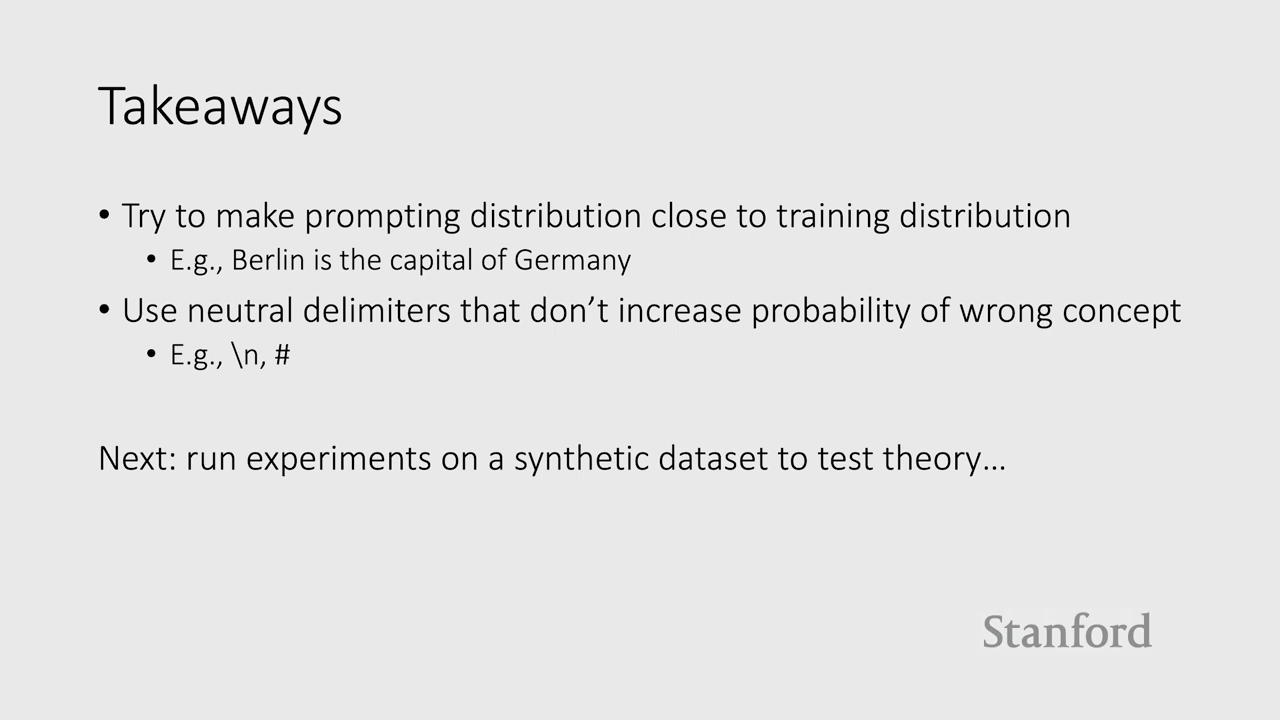 Takeaways
• Try to make prompting distribution close to training distribution
• E.g., Berlin is the capital of Germany
• Use neutral delimiters that don’t increase probability of wrong concept
• E.g., \n, #
Next: run experiments on a synthetic dataset to test theory…
Stanford